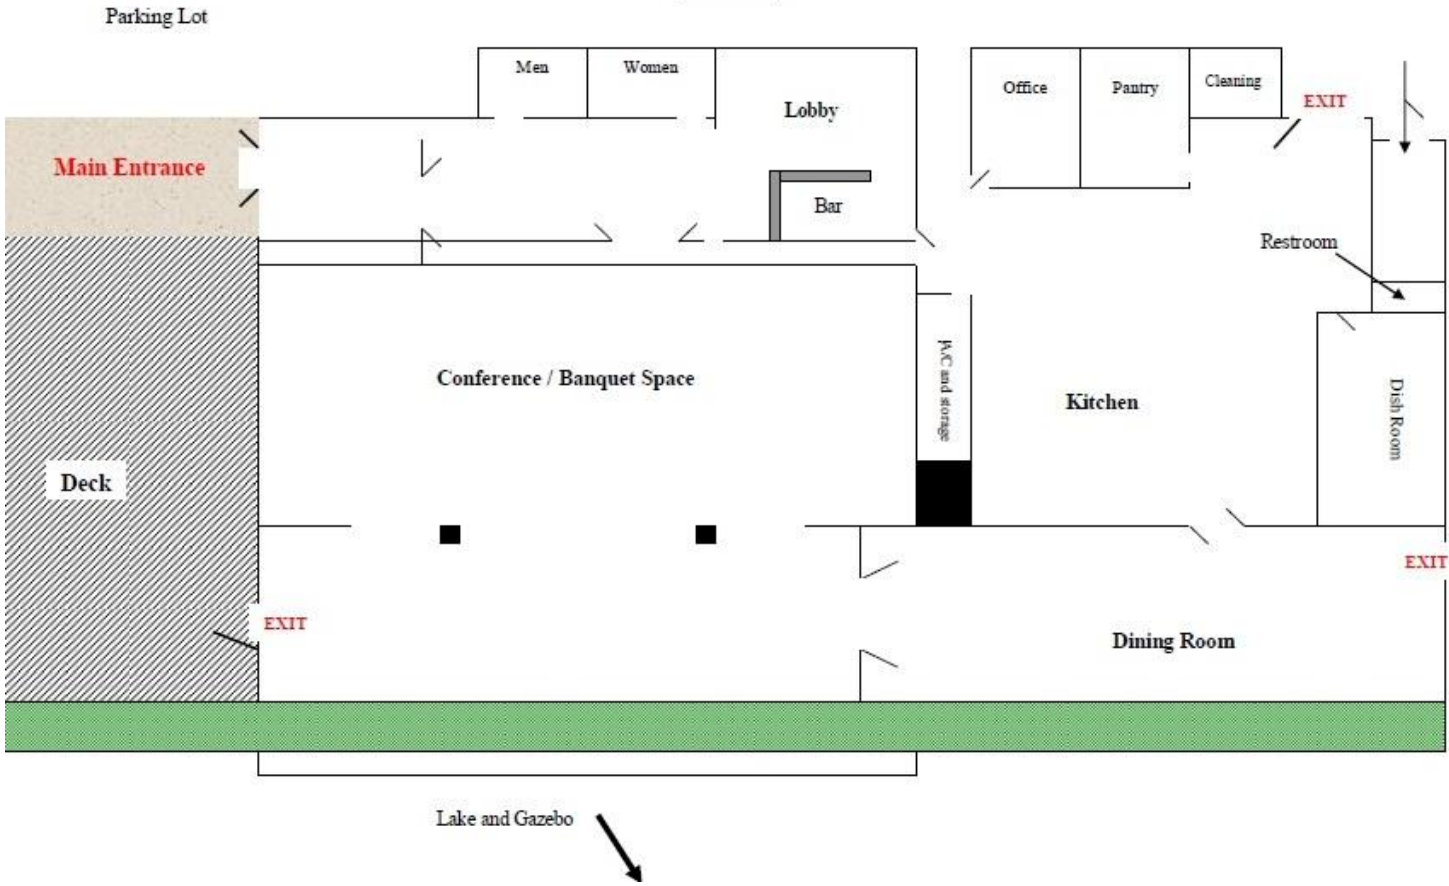 Parking Lot
Men
Women
Lobby
Office
Pantry
Cleaning
EXIT
Main Entrance
Bar
Restroom
Conference / Banquet Space
A/C and storage
Kitchen
Dish Room
Deck
EXIT
EXIT
Dining Room
Lake and Gazebo